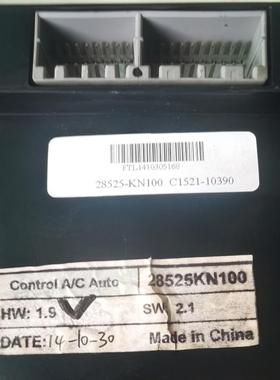 FTL1410305160
28525-KN100 C1521-10390
Control A/C Auto 28525KN100
HW: 1.9 SW 2.1
DATE: 14-10-30 Made in China